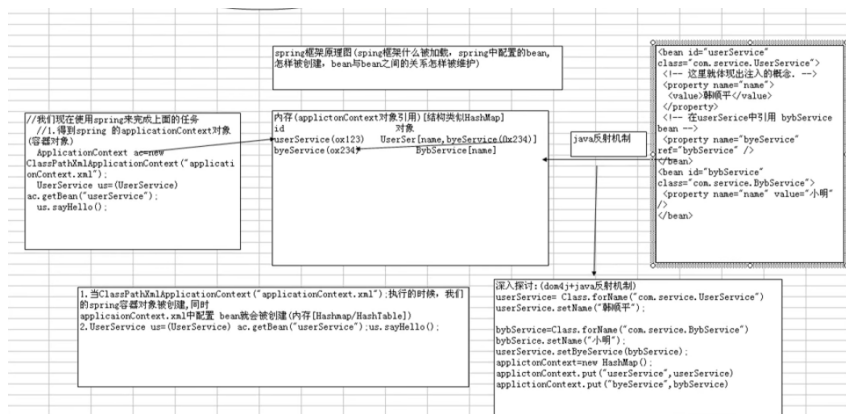 spring框架原理图(sping框架什么被加载，spring中配置的bean,
怎样被创建，bean与bean之间的关系怎样被维护)
//我们现在使用spring来完成上面的任务
//1.得到spring 的applicationContext对象
(容器对象)
ApplicationContext ac=new
ClassPathXmlApplicationContext("applicati
onContext.xml");
UserService us=(UserService)
ac.getBean("userService");
us.sayHello();
内存(applictonContext对象引用)[结构类似HashMap]
id 对象
userService(ox123) UserSer[name,byeService(0x234)]
byeService(ox234) BybService[name]
java反射机制
<bean id="userService"
class="com.service.UserService">
<!-- 这里就体现出注入的概念. -->
<property name="name">
<value>韩顺平</value>
</property>
<!-- 在userSerice中引用 bybService
bean -->
<property name="byeService"
ref="bybService" />
</bean>
<bean id="bybService"
class="com.service.BybService">
<property name="name" value="小明"
/>
</bean>
1.当ClassPathXmlApplicationContext("applicationContext.xml");执行的时候，我们
的spring容器对象被创建,同时
applicaionContext.xml中配置 bean就会被创建(内存[Hashmap/HashTable])
2.UserService us=(UserService) ac.getBean("userService");us.sayHello();
深入探讨:(dom4j+java反射机制)
userService= Class.forName("com.service.UserService")
userService.setName("韩顺平");
bybService=Class.forName("com.service.BybService")
bybSerice.setName("小明");
userService.setByeService(bybService);
applictonContext=new HashMap();
applictonContext.put("userService",userService)
applictionContext.put("byeService",bybService)